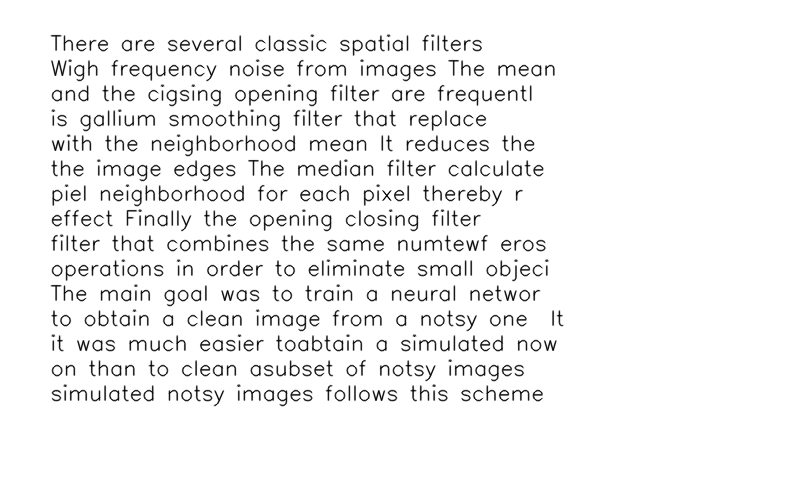 There are several classic spatial filters
Wigh frequency noise from images The mean
and the cigsing opening filter are frequentl
is gallium smoothing filter that replace
with the neighborhood mean It reduces the
the image edges The median filter calculate
piel neighborhood for each pixel thereby r
effect Finally the opening closing filter
filter that combines the same numtewf eros
operations in order to eliminate small objeci
The main goal was to train a neural networ
to obtain a clean image from a notsy one  It
it was much easier toabtain a simulated now
on than to clean asubset of notsy images
simulated notsy images follows this scheme